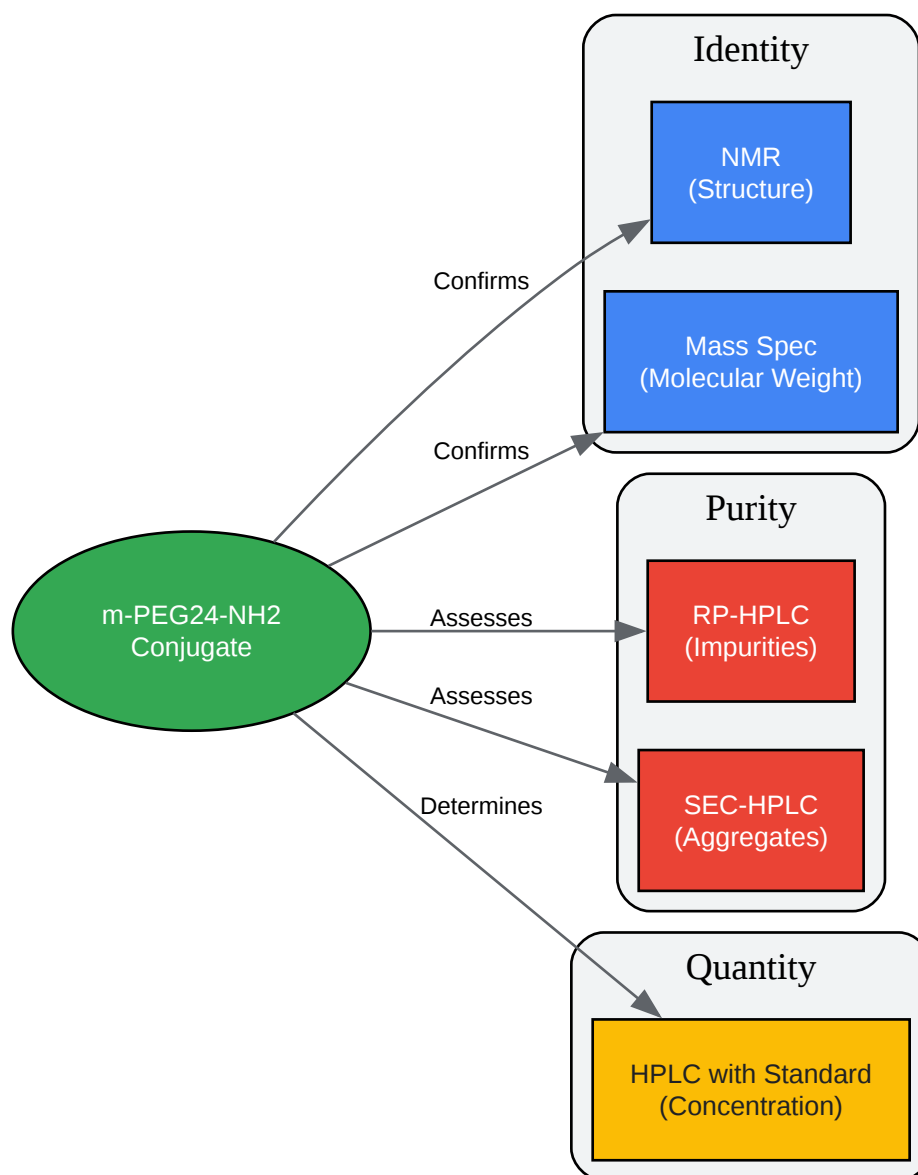 Identity
NMR
(Structure)
Confirms
Mass Spec
(Molecular Weight)
Confirms
Purity
m-PEG24-NH2
Conjugate
Assesses
RP-HPLC
(Impurities)
Assesses
SEC-HPLC
(Aggregates)
Determines
Quantity
HPLC with Standard
(Concentration)